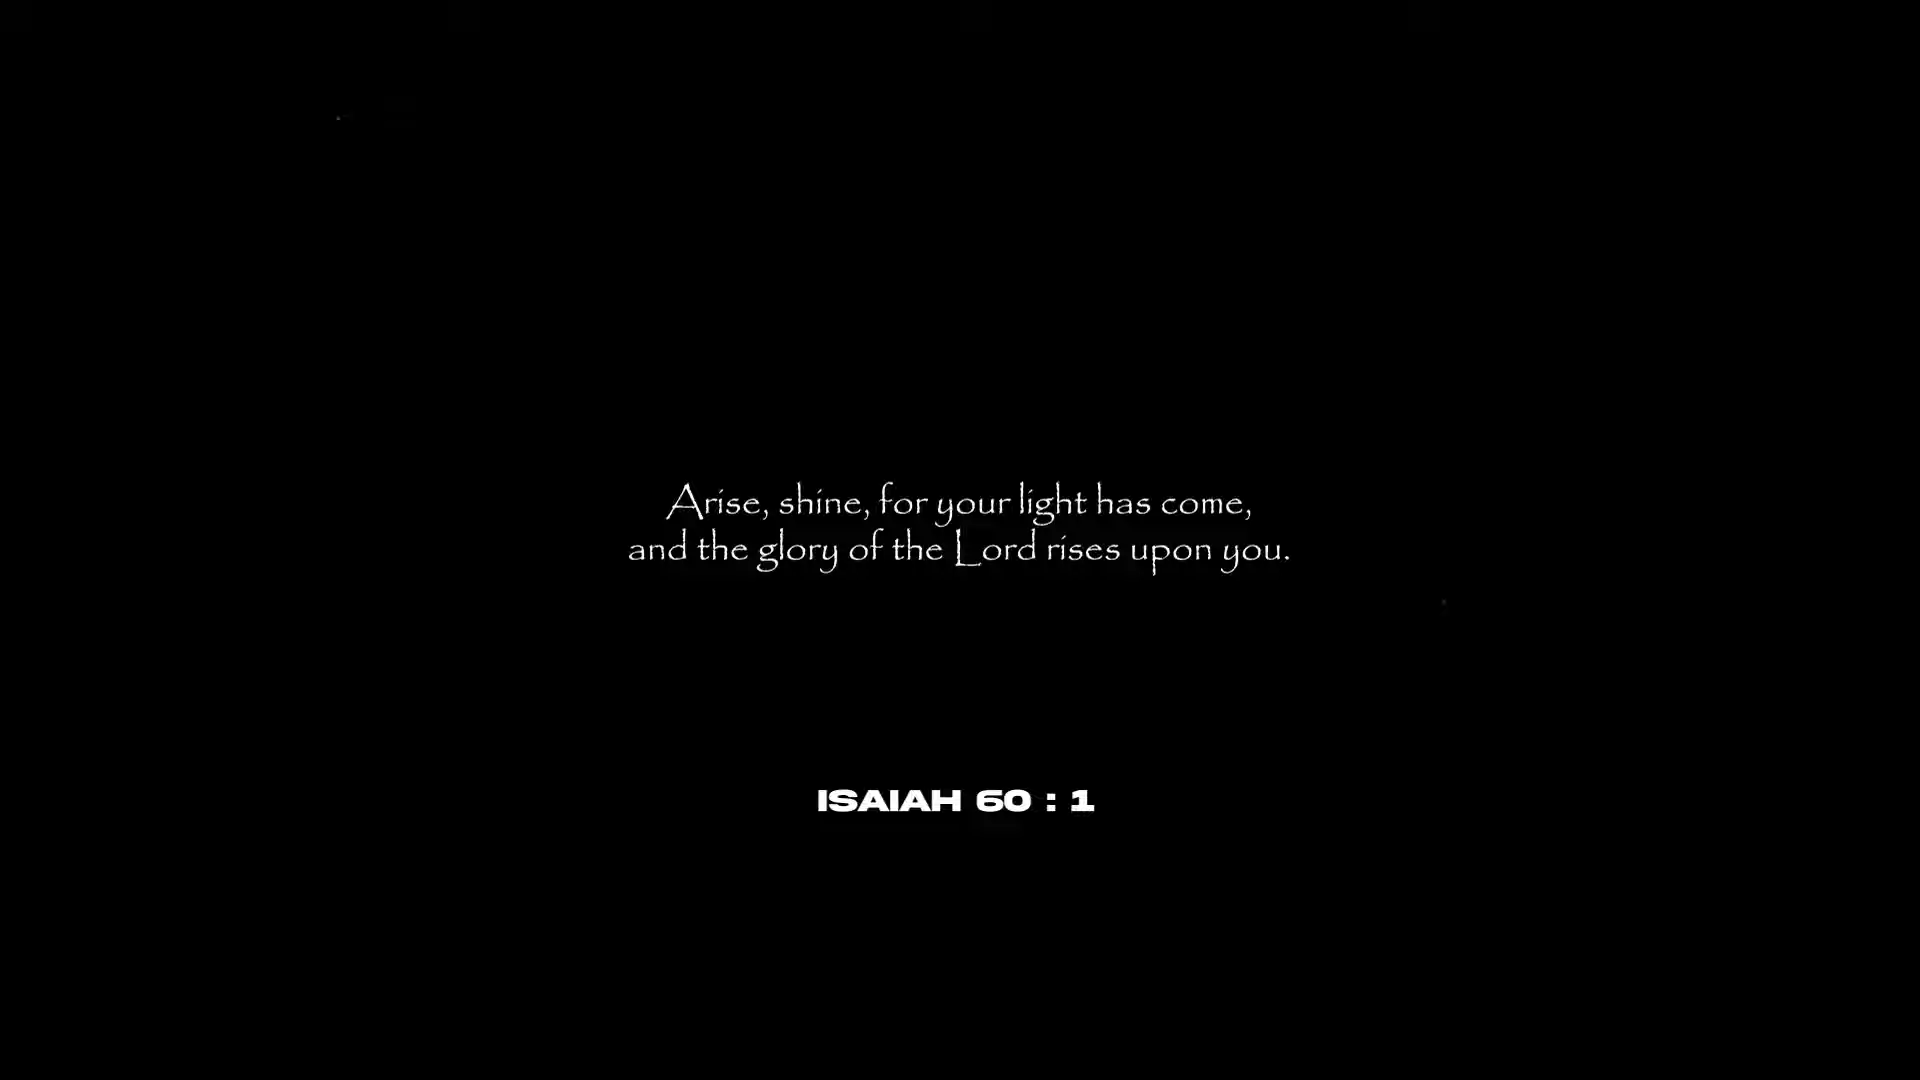 Arise, shine, for your light has come,
and the glory of the Lord rises upon you.
ISAIAH 60 : 1